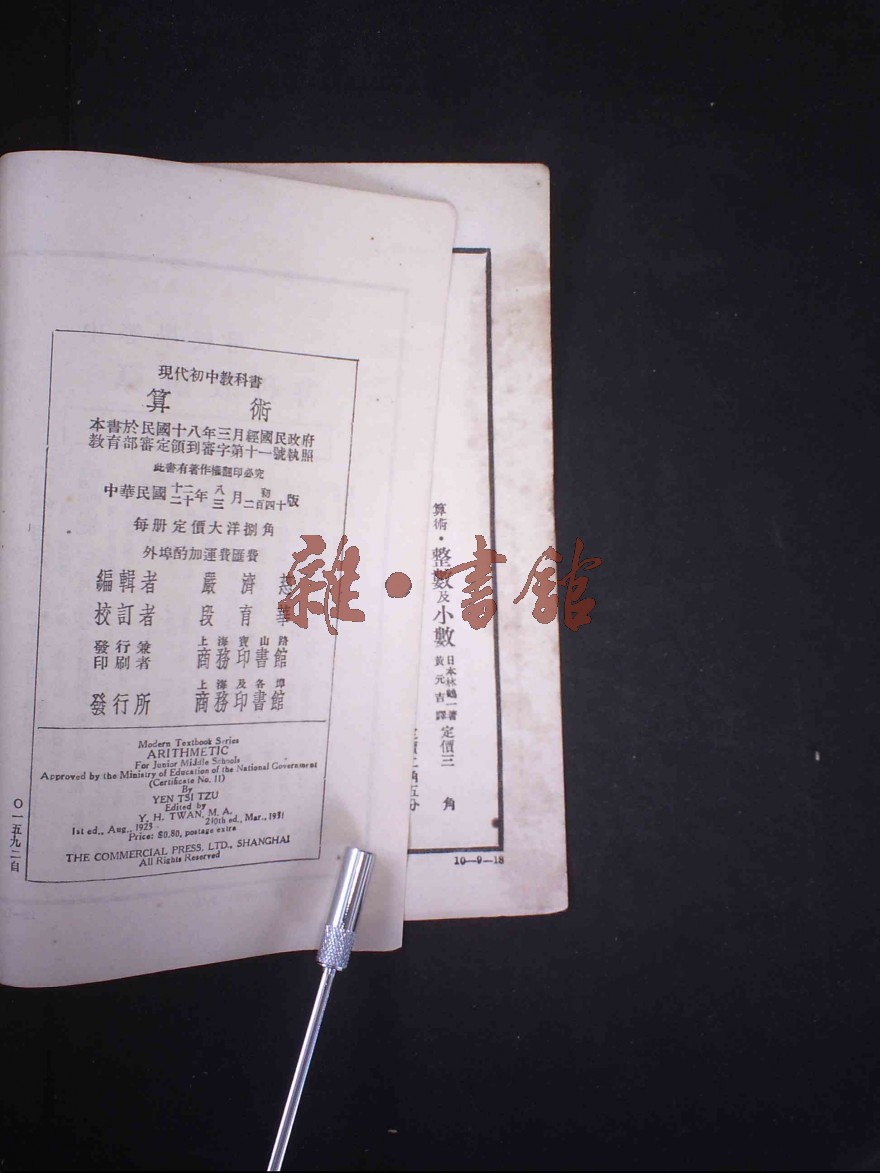 現代初中教科書
算術
本書於民國十八年三月經國民政府
教育部審定領到審字第十一號執照
此書有著作權翻印必究
中華民國十二年八月初版
二十年三月二百四十版
每册定價大洋捌角
外埠酌加運費匯費
編輯者 嚴濟慈
校訂者 段育華
發行兼印刷者 上海寶山路 商務印書館
發行所 上海及各埠 商務印書館
Modern Textbook Series
ARITHMETIC
For Junior Middle Schools
Approved by the Ministry of Education of the National Government
(Certificate No. 11)
By
YEN TSI TZU
Edited by
Y. H. TWAN, M. A.
1st ed., Aug., 1923 240th ed., Mar., 1931
Price: $0.80, postage extra
THE COMMERCIAL PRESS, LTD., SHANGHAI
All Rights Reserved
〇一五九二自
算術·整數及小數 日本林鶴一著 黃元吉譯 定價三角
定價二角五分
10—9—18
雜·書館